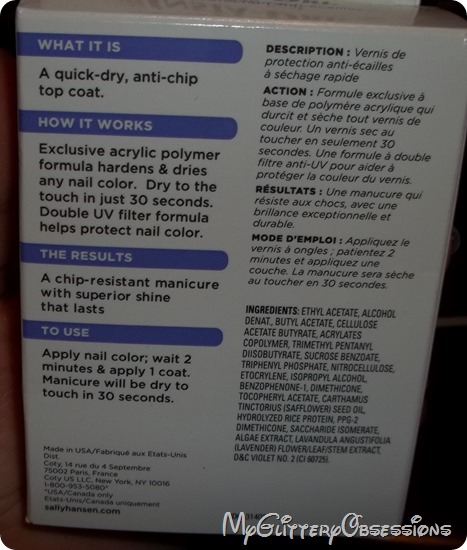 WHAT IT IS
A quick-dry, anti-chip
top coat.
HOW IT WORKS
Exclusive acrylic polymer
formula hardens & dries
any nail color. Dry to the
touch in just 30 seconds.
Double UV filter formula
helps protect nail color.
THE RESULTS
A chip-resistant manicure
with superior shine
that lasts
TO USE
Apply nail color; wait 2
minutes & apply 1 coat.
Manicure will be dry to
touch in 30 seconds.
Made in USA/Fabriqué aux Etats-Unis
Dist.
Coty, 14 rue du 4 Septembre
75002 Paris, France
Coty US LLC, New York, NY 10016
1-800-953-5080*
*USA/Canada only
Etats-Unis/Canada uniquement
sallyhansen.com
DESCRIPTION : Vernis de
protection anti-écailles
à séchage rapide
ACTION : Formule exclusive à
base de polymère acrylique qui
durcit et sèche tout vernis de
couleur. Un vernis sec au
toucher en seulement 30
secondes. Une formule à double
filtre anti-UV pour aider à
protéger la couleur du vernis.
RÉSULTATS : Une manucure qui
résiste aux chocs, avec une
brillance exceptionnelle et
durable.
MODE D'EMPLOI : Appliquez le
vernis à ongles ; patientez 2
minutes et appliquez une
couche. La manucure sera sèche
au toucher en 30 secondes.
INGREDIENTS: ETHYL ACETATE, ALCOHOL
DENAT., BUTYL ACETATE, CELLULOSE
ACETATE BUTYRATE, ACRYLATES
COPOLYMER, TRIMETHYL PENTANYL
DIISOBUTYRATE, SUCROSE BENZOATE,
TRIPHENYL PHOSPHATE, NITROCELLULOSE,
ETOCRYLENE, ISOPROPYL ALCOHOL,
BENZOPHENONE-1, DIMETHICONE,
TOCOPHERYL ACETATE, CARTHAMUS
TINCTORIUS (SAFFLOWER) SEED OIL,
HYDROLYZED RICE PROTEIN, PPG-2
DIMETHICONE, SACCHARIDE ISOMERATE,
ALGAE EXTRACT, LAVANDULA ANGUSTIFOLIA
(LAVENDER) FLOWER/LEAF/STEM EXTRACT,
D&C VIOLET NO. 2 (CI 60725).
MyGlitteryObsessions